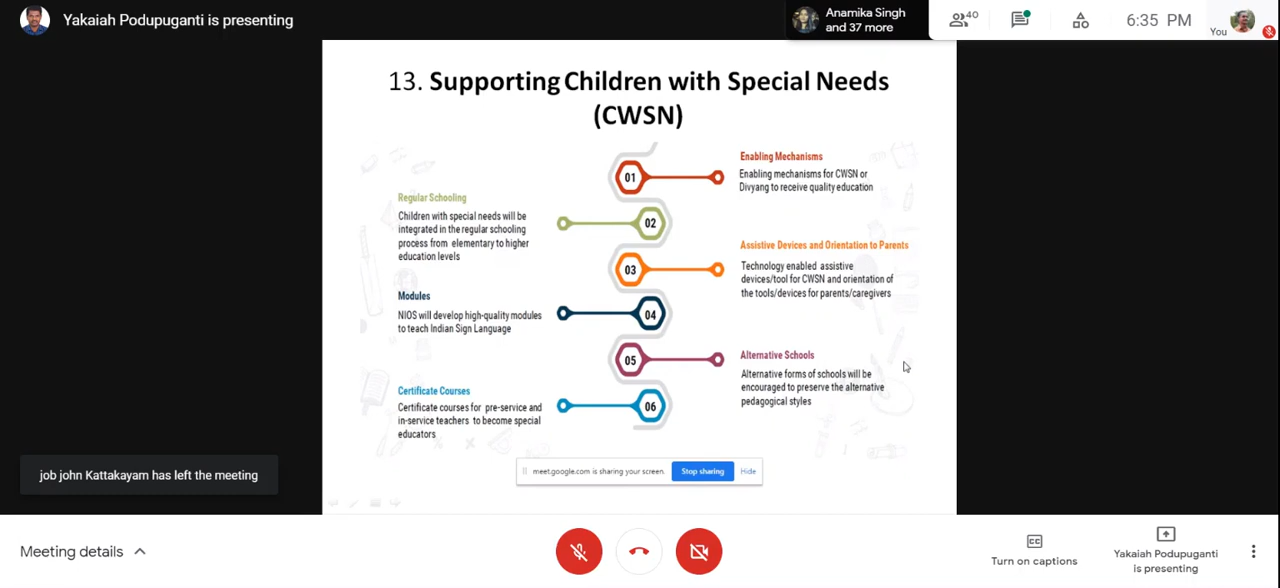 Yakaiah Podupuganti is presenting
Anamika Singh
and 37 more
40
6:35 PM
You
13. Supporting Children with Special Needs
(CWSN)
01
Enabling Mechanisms
Enabling mechanisms for CWSN or
Divyang to receive quality education
Regular Schooling
Children with special needs will be
integrated in the regular schooling
process from elementary to higher
education levels
02
03
Assistive Devices and Orientation to Parents
Technology enabled assistive
devices/tool for CWSN and orientation of
the tools/devices for parents/caregivers
Modules
NIOS will develop high-quality modules
to teach Indian Sign Language
04
05
Alternative Schools
Alternative forms of schools will be
encouraged to preserve the alternative
pedagogical styles
Certificate Courses
Certificate courses for pre-service and
in-service teachers to become special
educators
06
meet.google.com is sharing your screen.
Stop sharing
Hide
job john Kattakayam has left the meeting
Meeting details
CC
Turn on captions
Yakaiah Podupuganti
is presenting